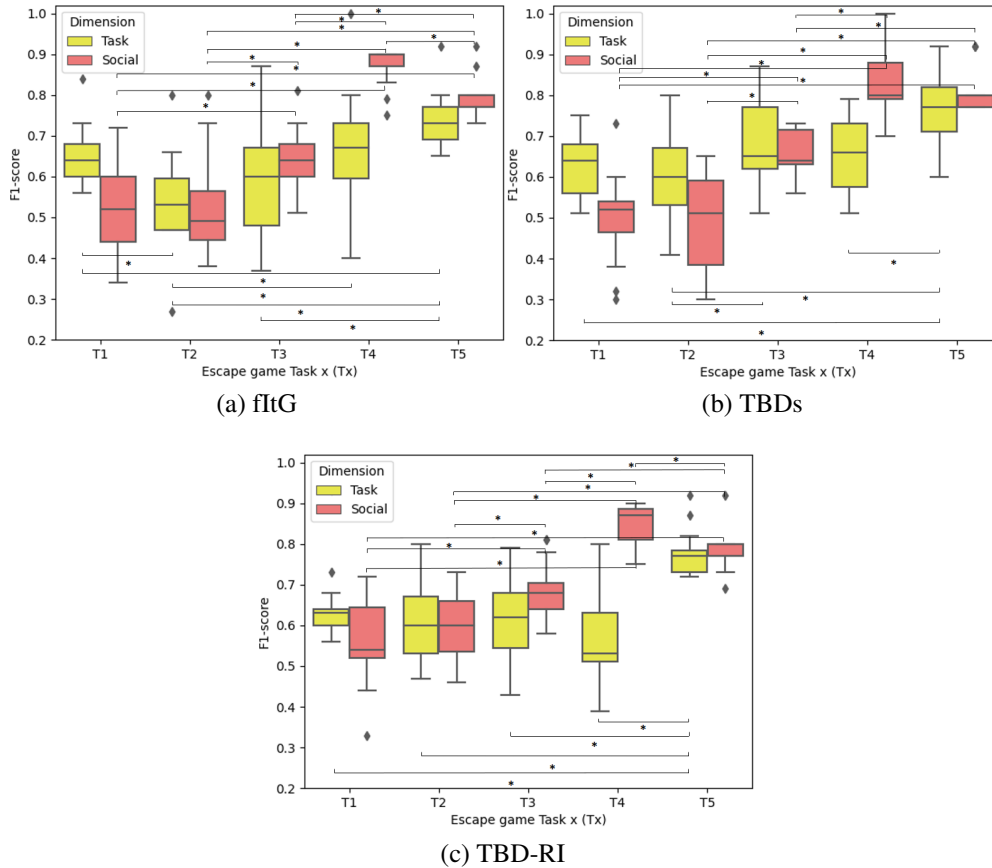 Dimension
Task
Social
1.0
0.9
0.8
0.7
0.6
0.5
0.4
0.3
0.2
F1-score
T1 T2 T3 T4 T5
Escape game Task x (Tx)
* * * * * * * * * * * * * * *
(a) fItG
Dimension
Task
Social
1.0
0.9
0.8
0.7
0.6
0.5
0.4
0.3
0.2
F1-score
T1 T2 T3 T4 T5
Escape game Task x (Tx)
* * * * * * * * * * * * *
(b) TBDs
Dimension
Task
Social
1.0
0.9
0.8
0.7
0.6
0.5
0.4
0.3
0.2
F1-score
T1 T2 T3 T4 T5
Escape game Task x (Tx)
* * * * * * * * * * * * *
(c) TBD-RI